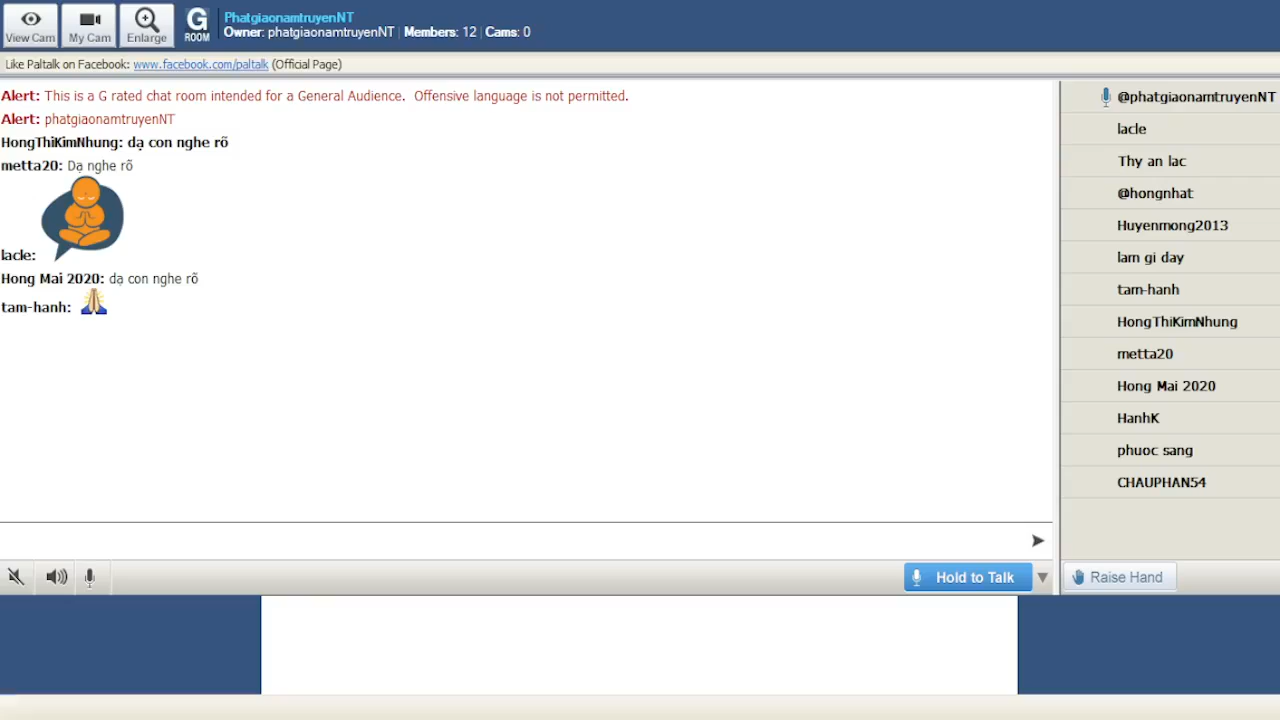 View Cam
My Cam
Enlarge
G
ROOM
PhatgiaonamtruyenNT
Owner: phatgiaonamtruyenNT | Members: 12 | Cams: 0
Like Paltalk on Facebook: www.facebook.com/paltalk (Official Page)
Alert: This is a G rated chat room intended for a General Audience.  Offensive language is not permitted.
Alert: phatgiaonamtruyenNT
HongThiKimNhung: dạ con nghe rõ
metta20: Dạ nghe rõ
lacle:
Hong Mai 2020: dạ con nghe rõ
tam-hanh:
@phatgiaonamtruyenNT
lacle
Thy an lac
@hongnhat
Huyenmong2013
lam gi day
tam-hanh
HongThiKimNhung
metta20
Hong Mai 2020
HanhK
phuoc sang
CHAUPHAN54
Hold to Talk
Raise Hand